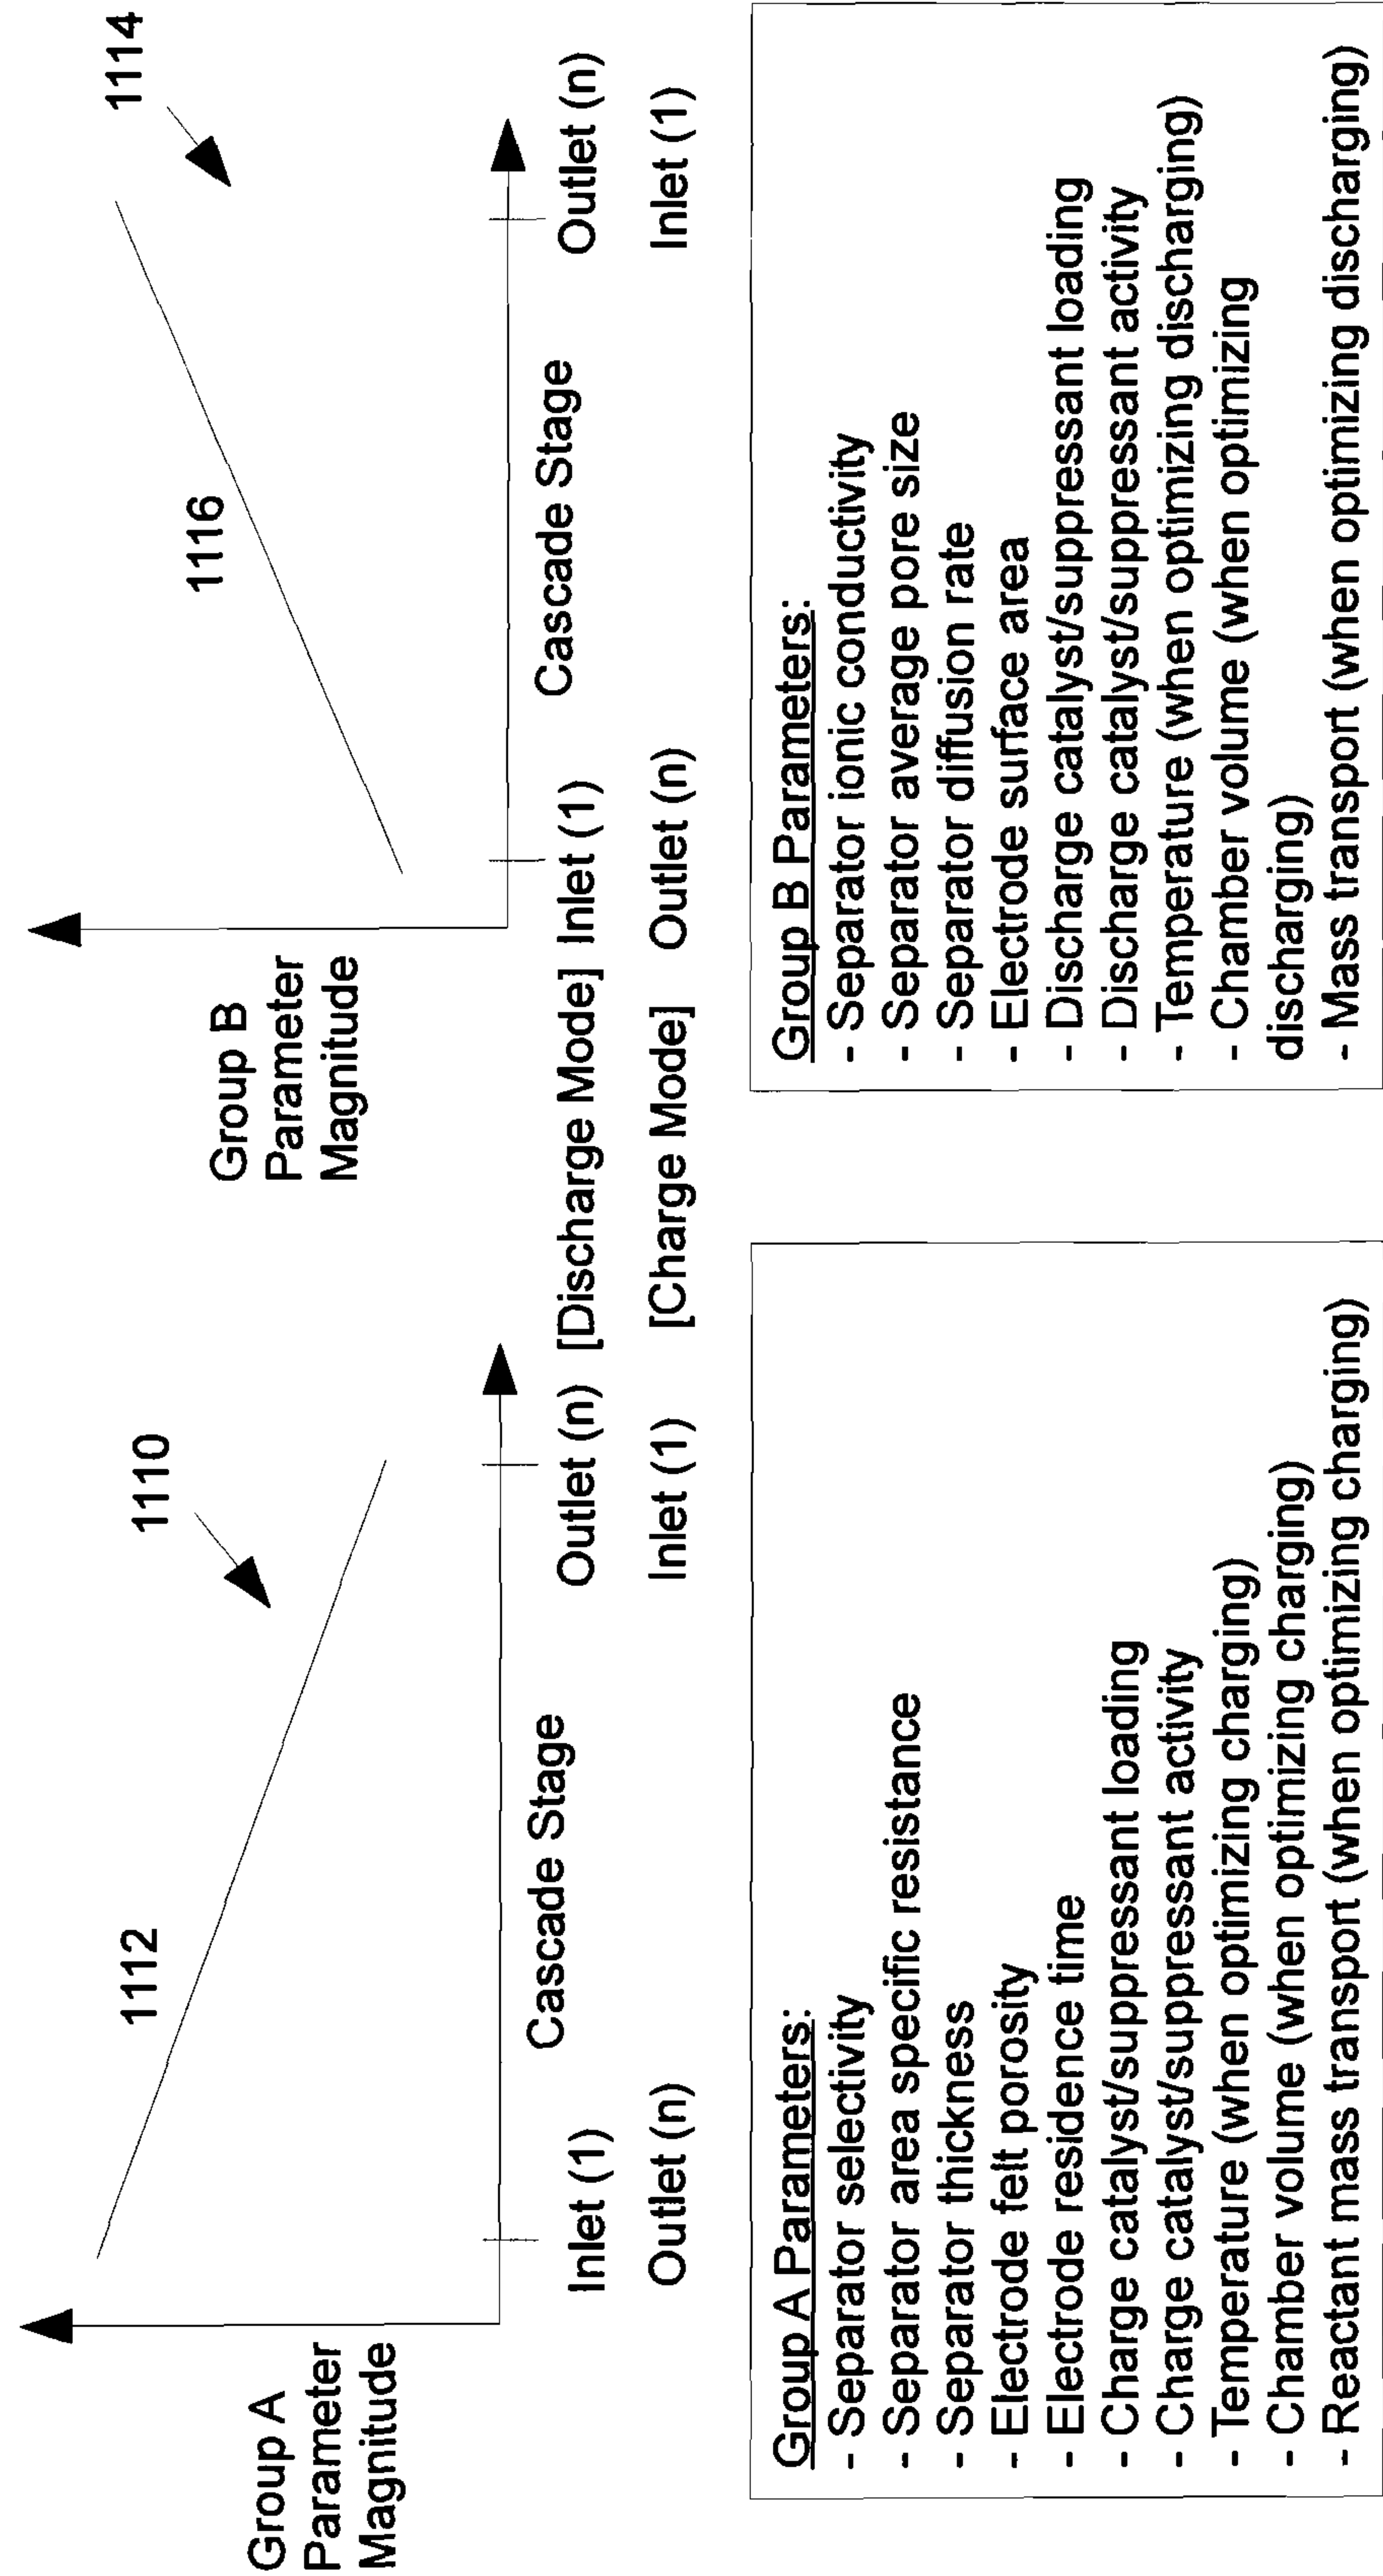 Group A
Parameter
Magnitude
1112
1110
Cascade Stage
Inlet (1)
Outlet (n)
Outlet (n)
Inlet (1)
[Discharge Mode]
[Charge Mode]
Group B
Parameter
Magnitude
1116
1114
Cascade Stage
Inlet (1)
Outlet (n)
Outlet (n)
Inlet (1)
Group A Parameters:
- Separator selectivity
- Separator area specific resistance
- Separator thickness
- Electrode felt porosity
- Electrode residence time
- Charge catalyst/suppressant loading
- Charge catalyst/suppressant activity
- Temperature (when optimizing charging)
- Chamber volume (when optimizing charging)
- Reactant mass transport (when optimizing charging)
Group B Parameters:
- Separator ionic conductivity
- Separator average pore size
- Separator diffusion rate
- Electrode surface area
- Discharge catalyst/suppressant loading
- Discharge catalyst/suppressant activity
- Temperature (when optimizing discharging)
- Chamber volume (when optimizing
discharging)
- Mass transport (when optimizing discharging)